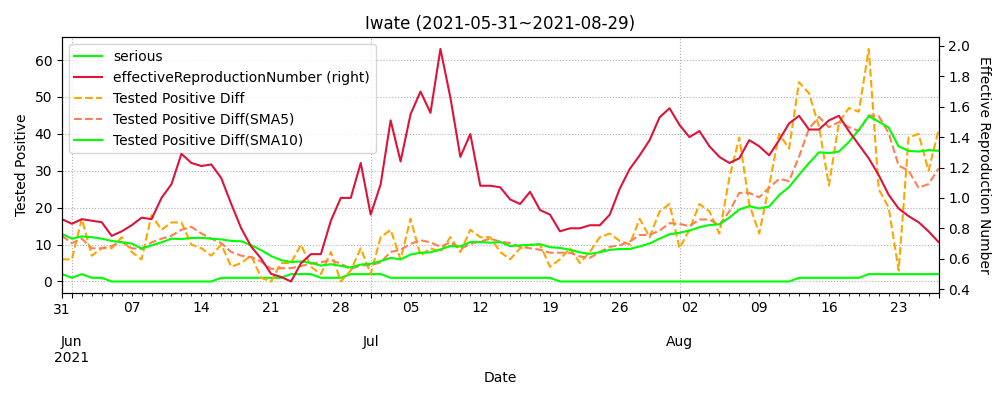 Iwate (2021-05-31~2021-08-29)
serious
effectiveReproductionNumber (right)
Tested Positive Diff
Tested Positive Diff(SMA5)
Tested Positive Diff(SMA10)
Tested Positive
60
50
40
30
20
10
0
2.0
1.8
1.6
1.4
1.2
1.0
0.8
0.6
0.4
Effective Reproduction Number
31 07 14 21 28 05 12 19 26 02 09 16 23
Jun Jul Aug
2021
Date